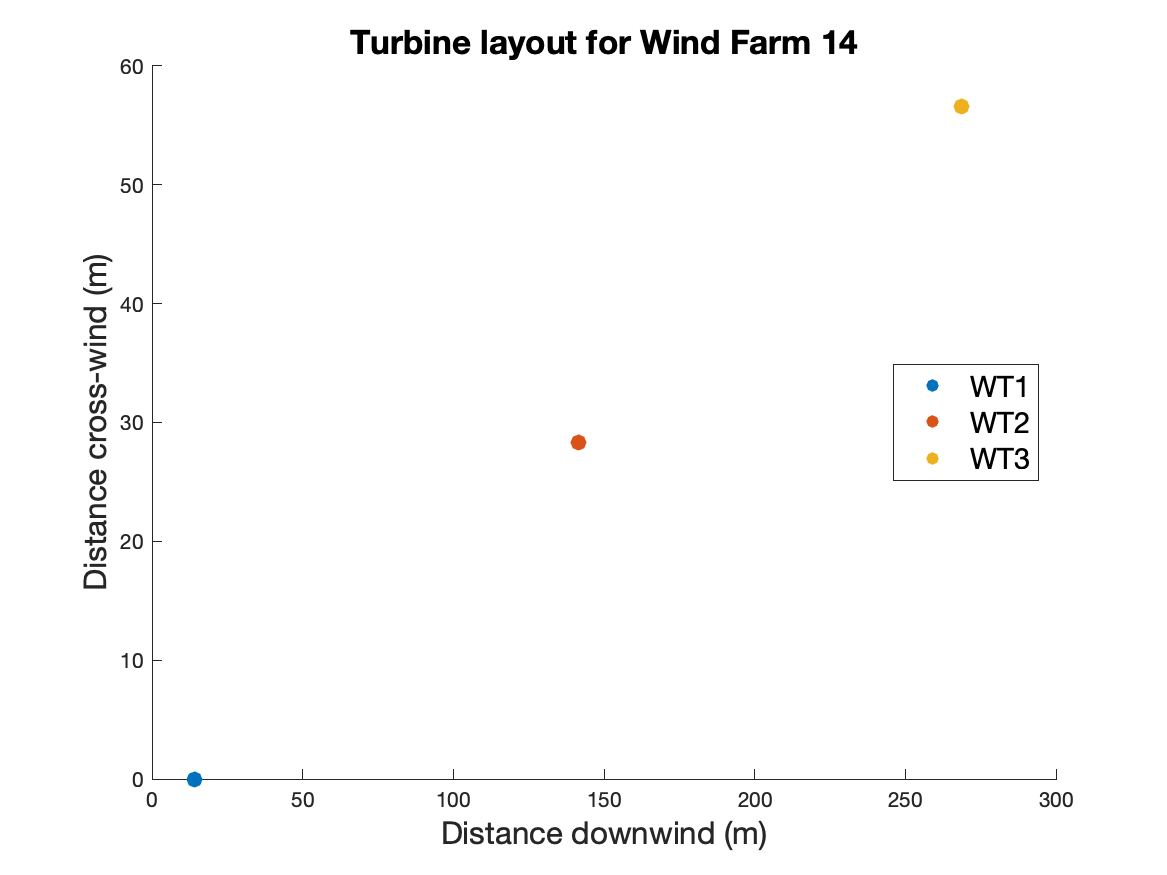 Turbine layout for Wind Farm 14
60
50
40
30
20
10
0
Distance cross-wind (m)
WT1
WT2
WT3
0 50 100 150 200 250 300
Distance downwind (m)